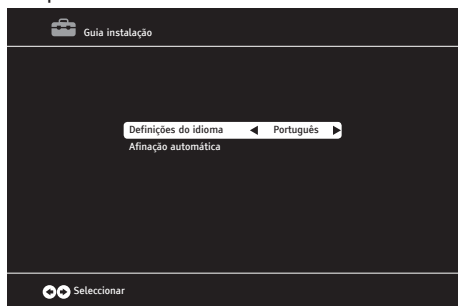 Guia instalação
Definições do idioma Português
Afinação automática
Seleccionar